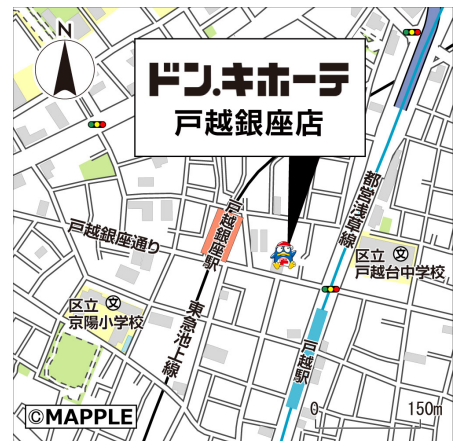 N
ドン.キホーテ
戸越銀座店
戸越銀座駅
都営浅草線
戸越銀座通り
区立 文
戸越台中学校
区立 文
京陽小学校
東急池上線
戸越駅
0 150m
©MAPPLE